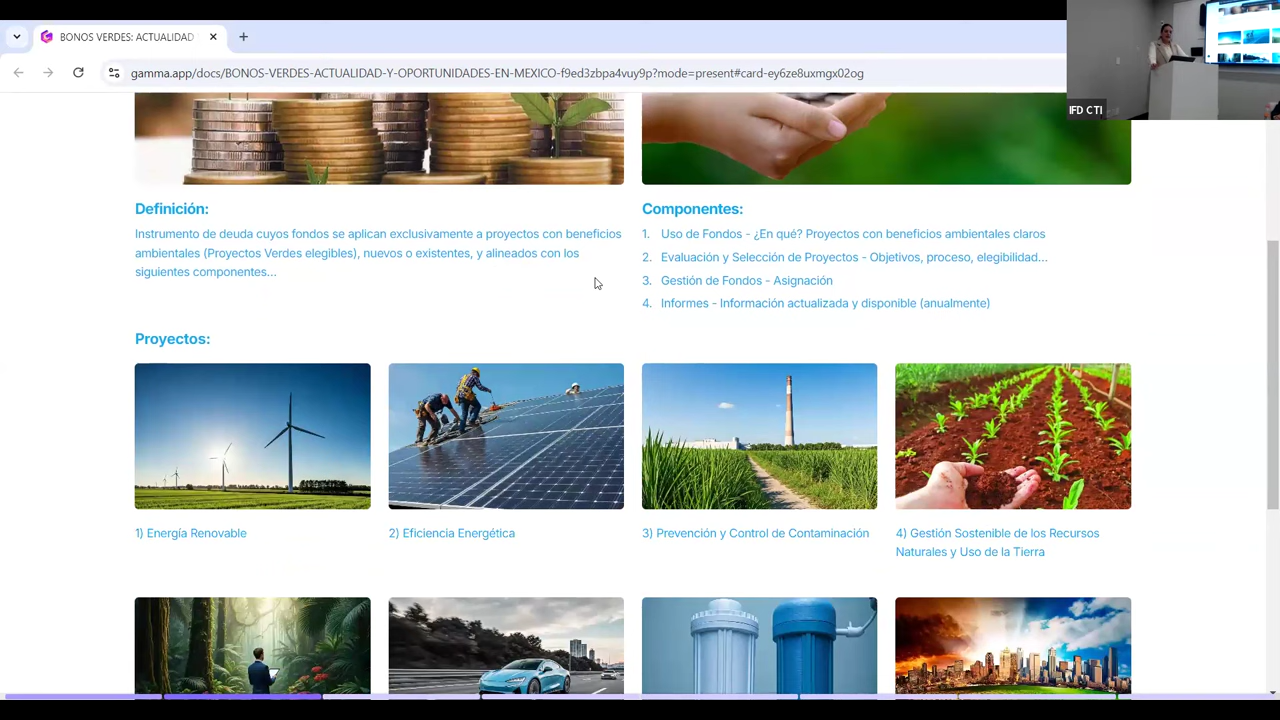 BONOS VERDES: ACTUALIDAD
gamma.app/docs/BONOS-VERDES-ACTUALIDAD-Y-OPORTUNIDADES-EN-MEXICO-f8ed3zbpa4vuy9p?mode=present#card-ey6ze8uxmgx02og
IFD CTI
Definición:
Instrumento de deuda cuyos fondos se aplican exclusivamente a proyectos con beneficios
ambientales (Proyectos Verdes elegibles), nuevos o existentes, y alineados con los
siguientes componentes...
Componentes:
1. Uso de Fondos - ¿En qué? Proyectos con beneficios ambientales claros
2. Evaluación y Selección de Proyectos - Objetivos, proceso, elegibilidad...
3. Gestión de Fondos - Asignación
4. Informes - Información actualizada y disponible (anualmente)
Proyectos:
1) Energía Renovable
2) Eficiencia Energética
3) Prevención y Control de Contaminación
4) Gestión Sostenible de los Recursos
Naturales y Uso de la Tierra